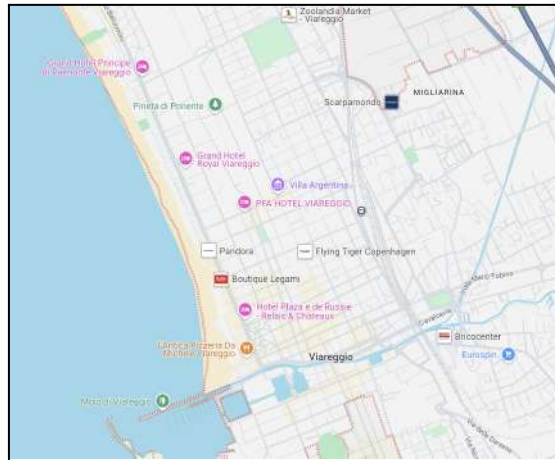 Zoolandia Market
- Viareggio
Grand Hotel Principe
di Piemonte Viareggio
Pineta di Ponente
Scarpamondo
MIGLIARINA
Grand Hotel
Royal Viareggio
Villa Argentina
PFA HOTEL VIAREGGIO
Pandora
Flying Tiger Copenhagen
Boutique Legami
Hotel Plaza e de Russie
- Relais & Châteaux
L'Antica Pizzeria Da
Michele Viareggio
Viareggio
Bricocenter
Eurospin
Molo di Viareggio